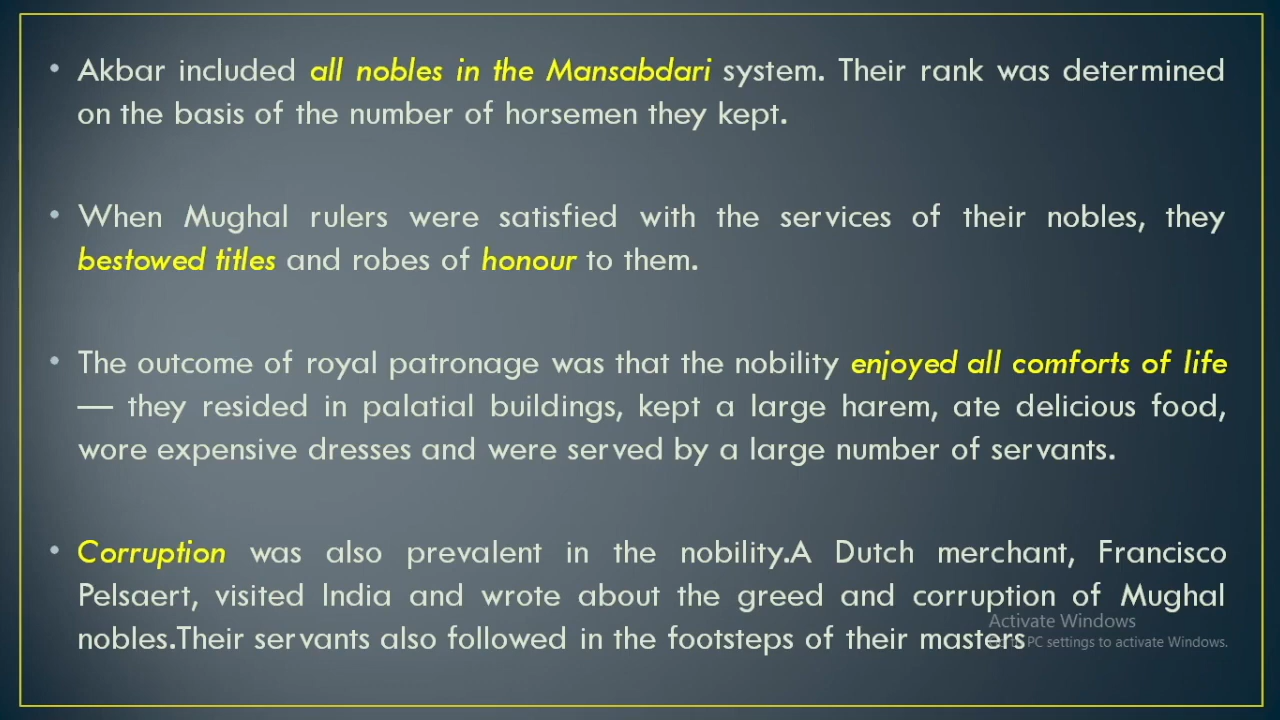 • Akbar included all nobles in the Mansabdari system. Their rank was determined
on the basis of the number of horsemen they kept.
• When Mughal rulers were satisfied with the services of their nobles, they
bestowed titles and robes of honour to them.
• The outcome of royal patronage was that the nobility enjoyed all comforts of life
— they resided in palatial buildings, kept a large harem, ate delicious food,
wore expensive dresses and were served by a large number of servants.
• Corruption was also prevalent in the nobility.A Dutch merchant, Francisco
Pelsaert, visited India and wrote about the greed and corruption of Mughal
nobles.Their servants also followed in the footsteps of their masters
Activate Windows
PC settings to activate Windows.